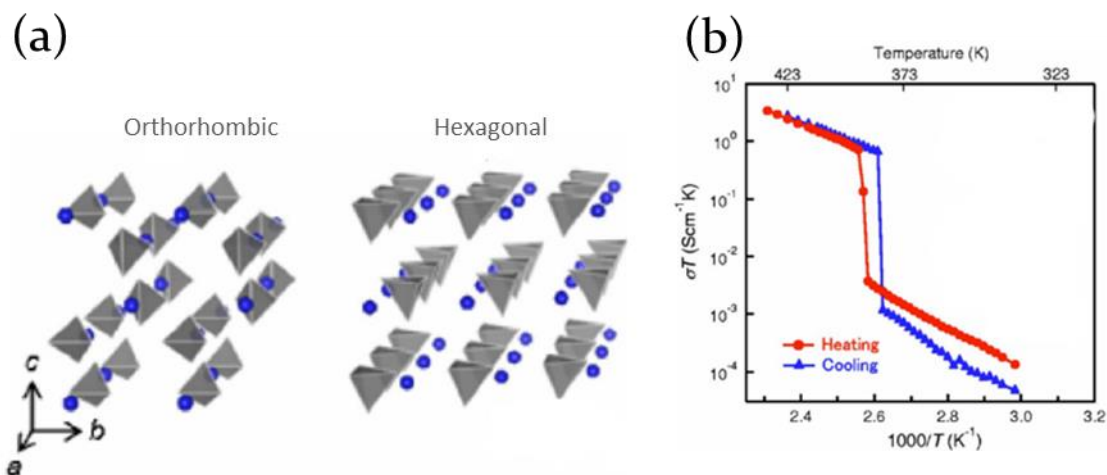 (a)
Orthorhombic
Hexagonal
c
b
a
(b)
Temperature (K)
423 373 323
10¹
10⁰
10⁻¹
10⁻²
10⁻³
10⁻⁴
σT (Scm⁻¹K)
Heating
Cooling
2.4 2.6 2.8 3.0 3.2
1000/T (K⁻¹)